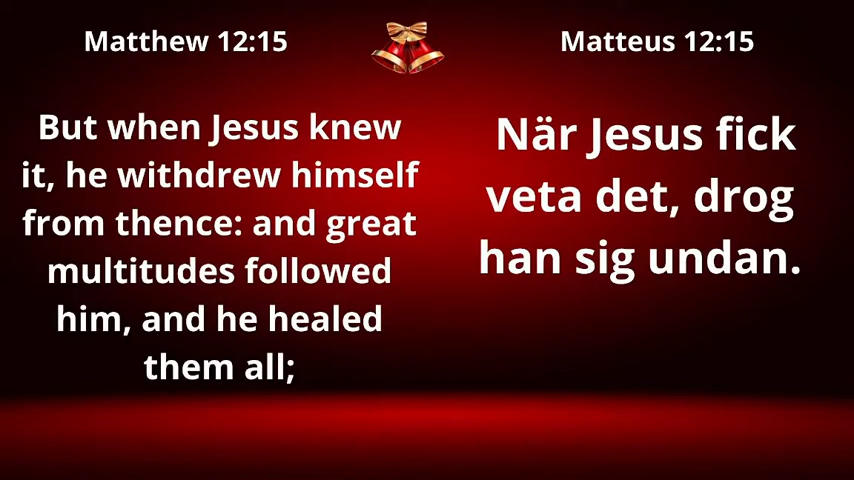 Matthew 12:15
But when Jesus knew
it, he withdrew himself
from thence: and great
multitudes followed
him, and he healed
them all;
Matteus 12:15
När Jesus fick
veta det, drog
han sig undan.